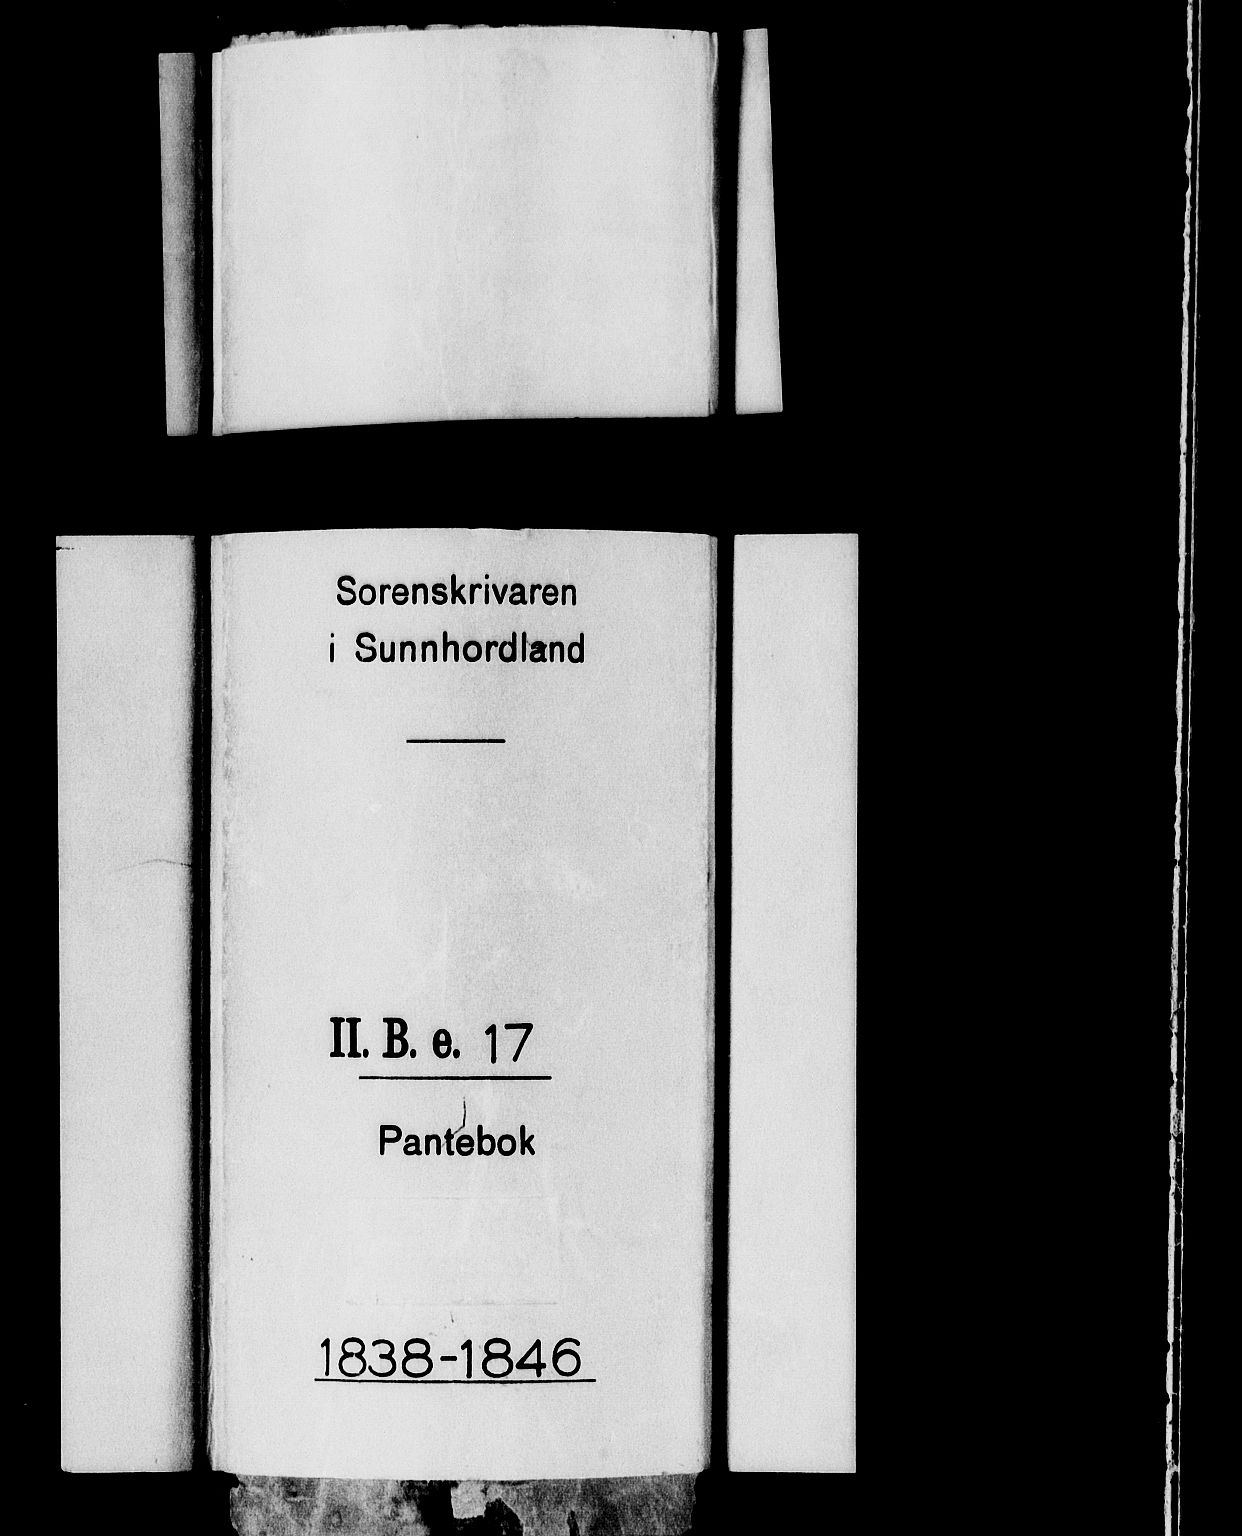 Sorenskrivaren
i Sunnhordland
II. B. e. 17
Pantebok
1838-1846